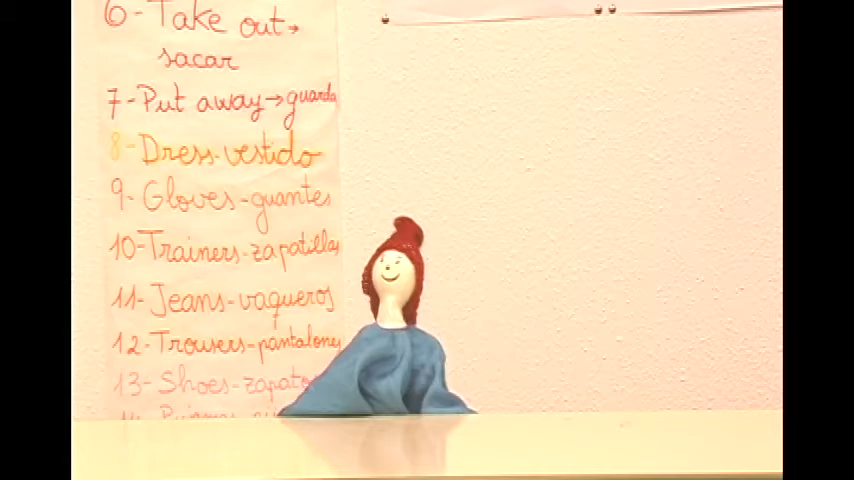 6-Take out→
sacar
7-Put away→guarda
8-Dress-vestido
9-Gloves-guantes
10-Trainers-zapatillas
11-Jeans-vaqueros
12-Trousers-pantalones
13-Shoes-zapato